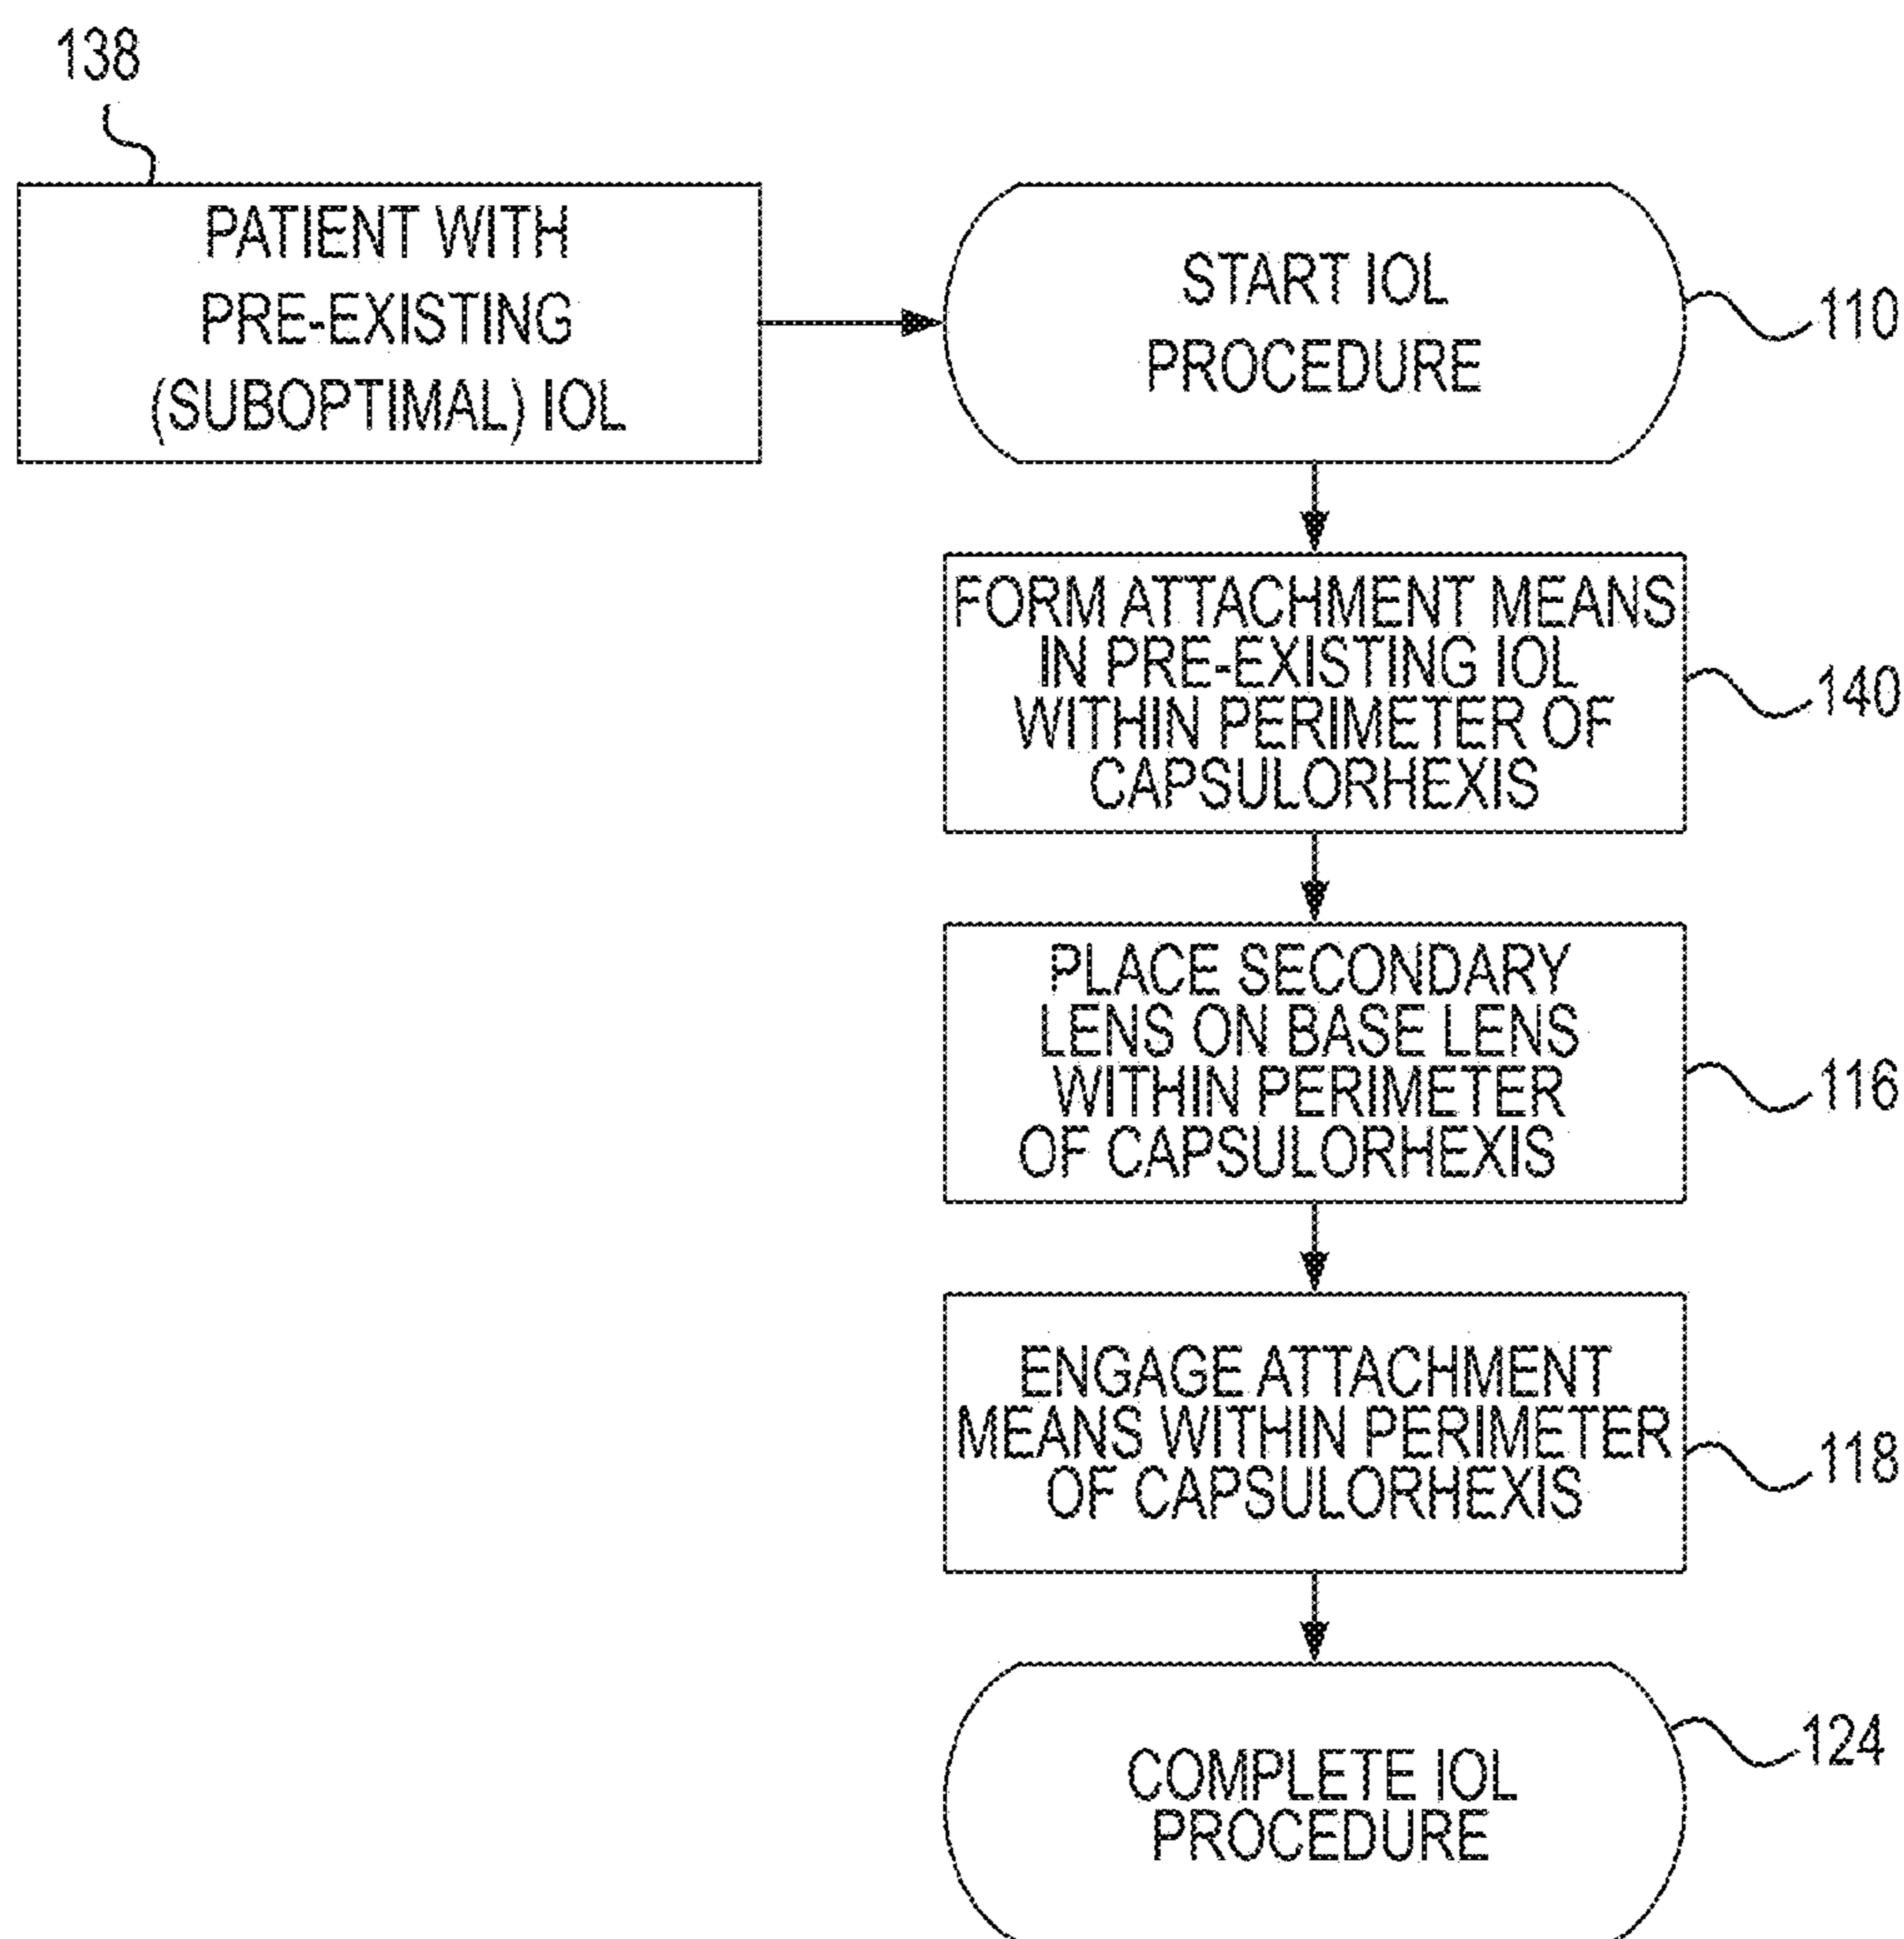 138
PATIENT WITH
PRE-EXISTING
(SUBOPTIMAL) IOL
START IOL
PROCEDURE
110
FORM ATTACHMENT MEANS
IN PRE-EXISTING IOL
WITHIN PERIMETER OF
CAPSULORHEXIS
140
PLACE SECONDARY
LENS ON BASE LENS
WITHIN PERIMETER
OF CAPSULORHEXIS
116
ENGAGE ATTACHMENT
MEANS WITHIN PERIMETER
OF CAPSULORHEXIS
118
COMPLETE IOL
PROCEDURE
124